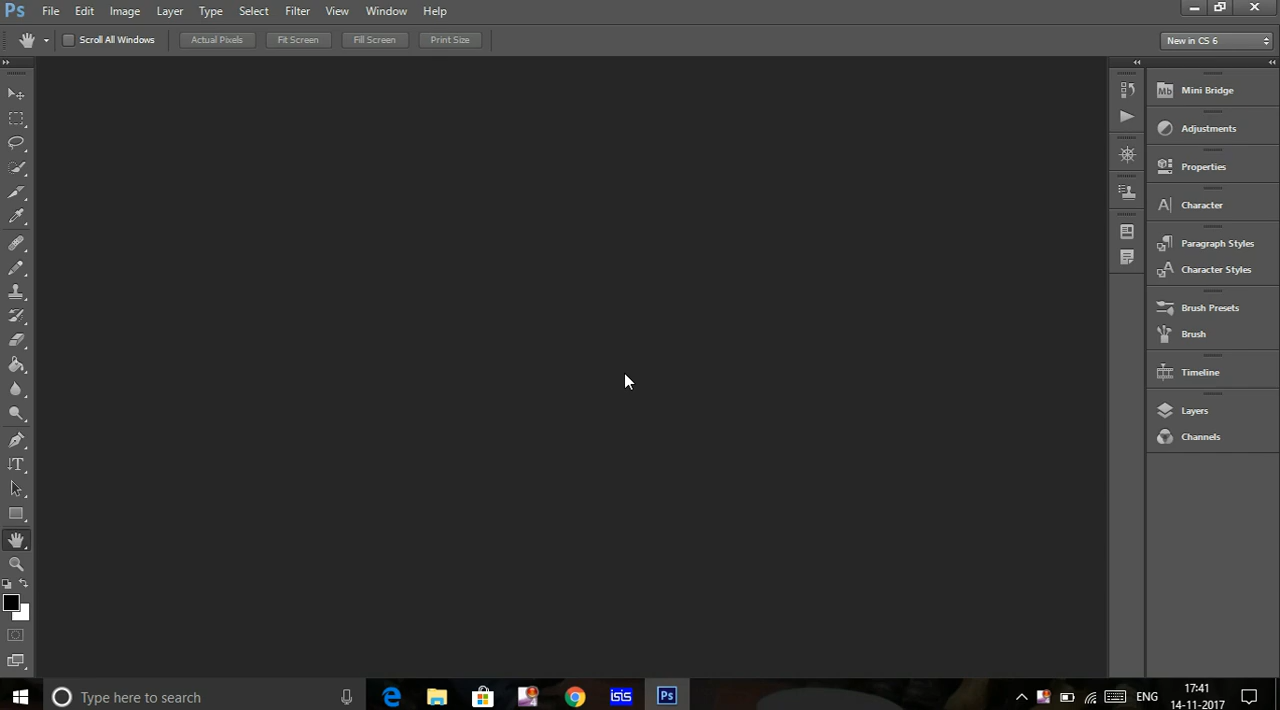 Ps File Edit Image Layer Type Select Filter View Window Help
Scroll All Windows Actual Pixels Fit Screen Fill Screen Print Size New in CS 6
Mb Mini Bridge
Adjustments
Properties
A Character
Paragraph Styles
Character Styles
Brush Presets
Brush
Timeline
Layers
Channels
T
Type here to search
isis
Ps
ENG
17:41
14-11-2017